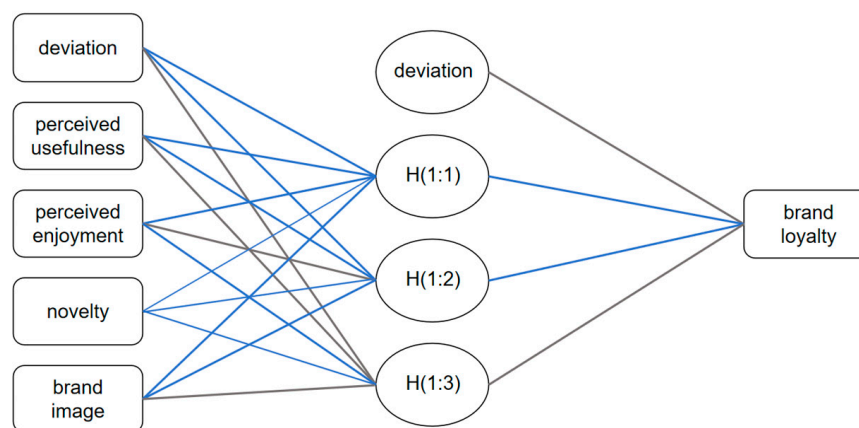 deviation
perceived
usefulness
perceived
enjoyment
novelty
brand
image
deviation
H(1:1)
H(1:2)
H(1:3)
brand
loyalty